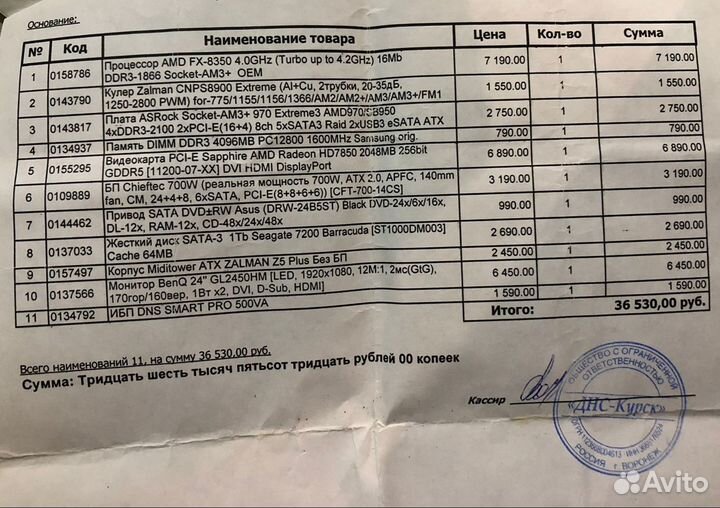 Основание:
№ Код Наименование товара Цена Кол-во Сумма
1 0158786 Процессор AMD FX-8350 4.0GHz (Turbo up to 4.2GHz) 16Mb 7 190.00 1 7 190.00
DDR3-1866 Socket-AM3+ OEM
2 0143790 Кулер Zalman CNPS8900 Extreme (Al+Cu, 2трубки, 20-35дБ, 1 550.00 1 1 550.00
1250-2800 PWM) for-775/1155/1156/1366/AM2/AM2+/AM3/AM3+/FM1
3 0143817 Плата ASRock Socket-AM3+ 970 Extreme3 AMD970/SB950 2 750.00 1 2 750.00
4xDDR3-2100 2xPCI-E(16+4) 8ch 5xSATA3 Raid 2xUSB3 eSATA ATX
4 0134937 Память DIMM DDR3 4096MB PC12800 1600MHz Samsung orig. 790.00 1 790.00
5 0155295 Видеокарта PCI-E Sapphire AMD Radeon HD7850 2048MB 256bit 6 890.00 1 6 890.00
GDDR5 [11200-07-XX] DVI HDMI DisplayPort
6 0109889 БП Chieftec 700W (реальная мощность 700W, ATX 2.0, APFC, 140mm 3 190.00 1 3 190.00
fan, CM, 24+4+8, 6xSATA, PCI-E(8+8+6+6)) [CFT-700-14CS]
7 0144462 Привод SATA DVD±RW Asus (DRW-24B5ST) Black DVD-24x/6x/16x, 990.00 1 990.00
DL-12x, RAM-12x, CD-48x/24x/48x
8 0137033 Жесткий диск SATA-3 1Tb Seagate 7200 Barracuda [ST1000DM003] 2 690.00 1 2 690.00
Cache 64MB
9 0157497 Корпус Miditower ATX ZALMAN Z5 Plus Без БП 2 450.00 1 2 450.00
10 0137566 Монитор BenQ 24" GL2450HM [LED, 1920x1080, 12М:1, 2мс(GtG), 6 450.00 1 6 450.00
170гор/160вер, 1Вт x2, DVI, D-Sub, HDMI]
11 0134792 ИБП DNS SMART PRO 500VA 1 590.00 1 1 590.00
Итого: 36 530,00 руб.
Всего наименований 11, на сумму 36 530,00 руб.
Сумма: Тридцать шесть тысяч пятьсот тридцать рублей 00 копеек
Кассир
ОБЩЕСТВО С ОГРАНИЧЕННОЙ
ОТВЕТСТВЕННОСТЬЮ
«ДНС-Курск»
РОССИЯ г. ВОРОНЕЖ
Avito